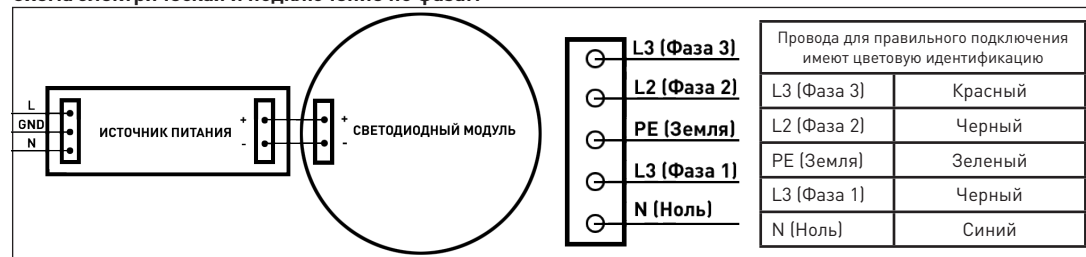 L
GND
N
ИСТОЧНИК ПИТАНИЯ
+
-
+
-
СВЕТОДИОДНЫЙ МОДУЛЬ
L3 (Фаза 3)
L2 (Фаза 2)
PE (Земля)
L3 (Фаза 1)
N (Ноль)
Провода для правильного подключения
имеют цветовую идентификацию
L3 (Фаза 3) Красный
L2 (Фаза 2) Черный
PE (Земля) Зеленый
L3 (Фаза 1) Черный
N (Ноль) Синий